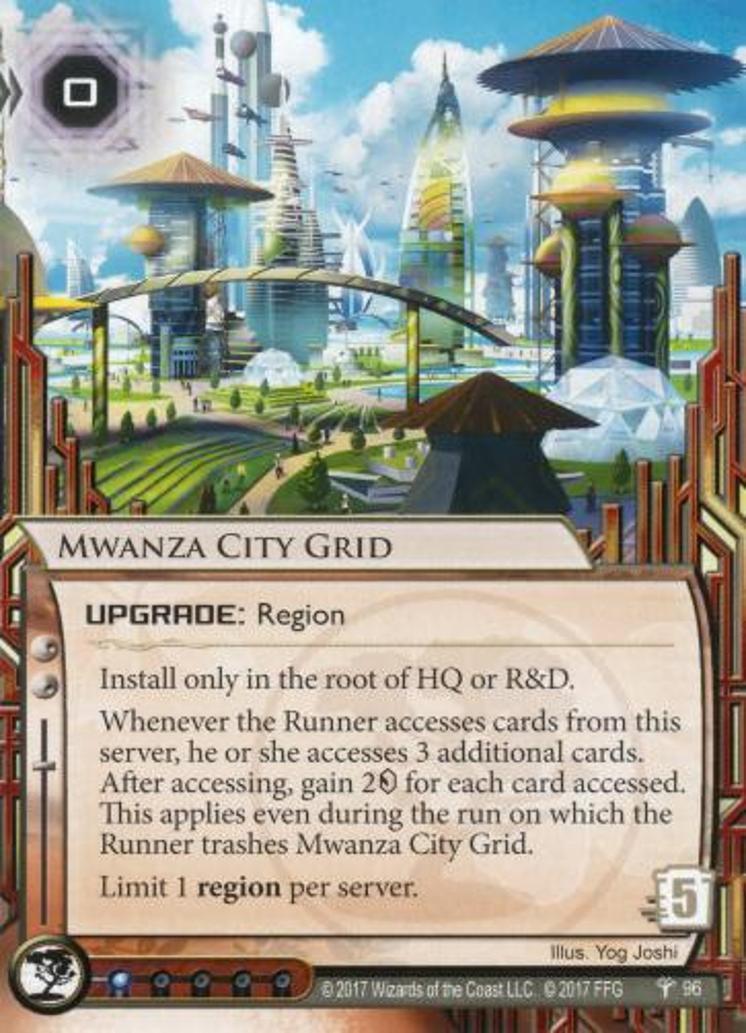 0
Mwanza City Grid
UPGRADE: Region
Install only in the root of HQ or R&D.
Whenever the Runner accesses cards from this
server, he or she accesses 3 additional cards.
After accessing, gain 2 for each card accessed.
This applies even during the run on which the
Runner trashes Mwanza City Grid.
Limit 1 region per server.
5
Illus. Yog Joshi
© 2017 Wizards of the Coast LLC. © 2017 FFG 96